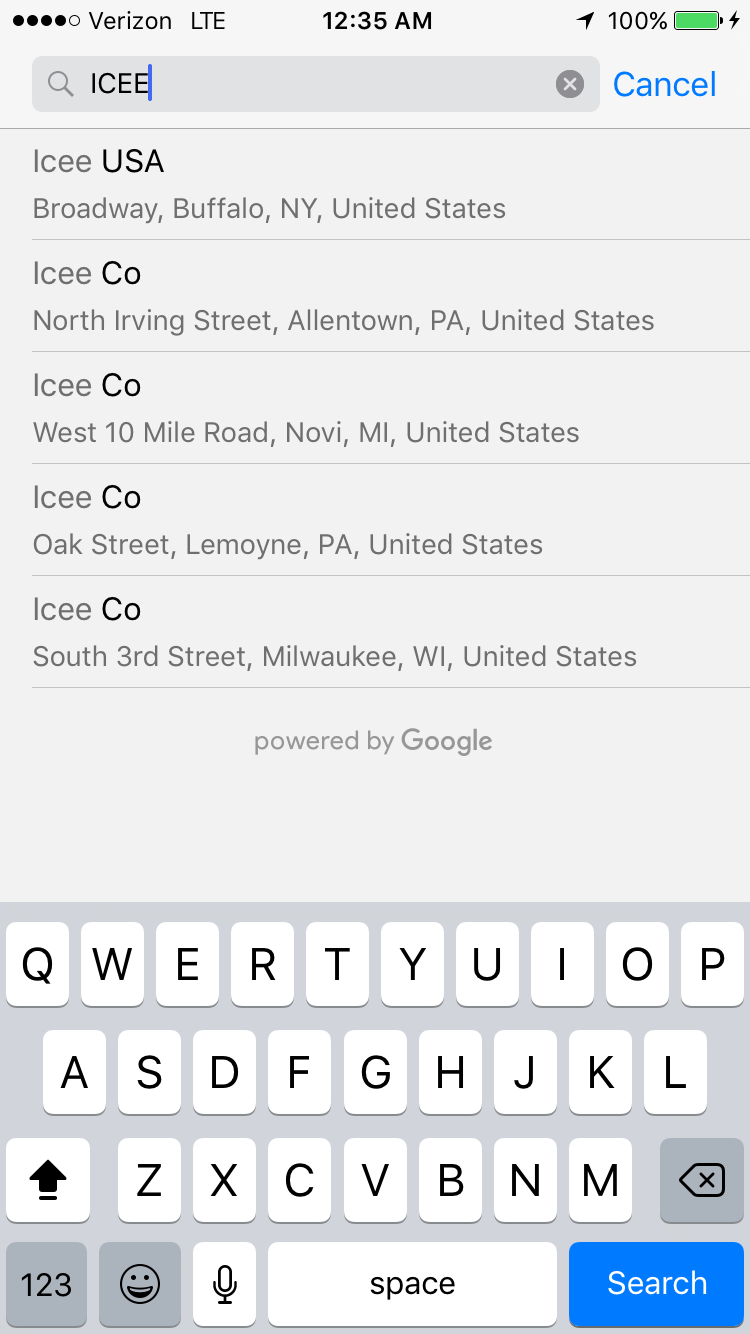 Verizon LTE 12:35 AM 100%
ICEE Cancel
Icee USA
Broadway, Buffalo, NY, United States
Icee Co
North Irving Street, Allentown, PA, United States
Icee Co
West 10 Mile Road, Novi, MI, United States
Icee Co
Oak Street, Lemoyne, PA, United States
Icee Co
South 3rd Street, Milwaukee, WI, United States
powered by Google
Q W E R T Y U I O P
A S D F G H J K L
Z X C V B N M
123 space Search